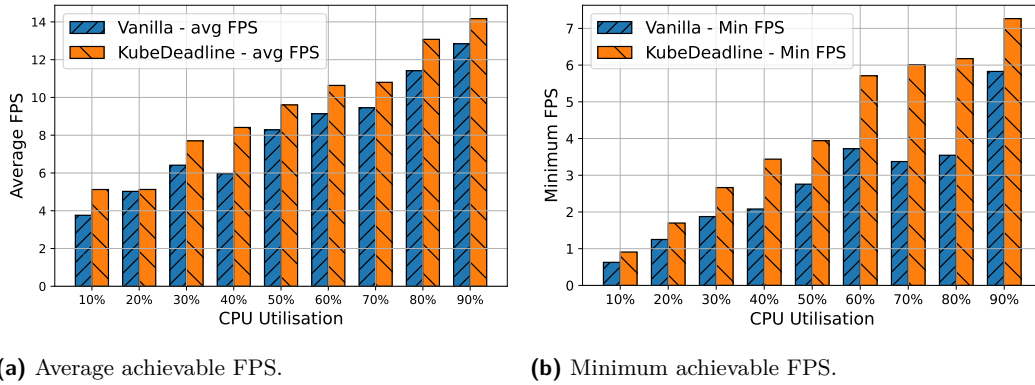 14
12
10
8
6
4
2
0
Average FPS
Vanilla - avg FPS
KubeDeadline - avg FPS
10% 20% 30% 40% 50% 60% 70% 80% 90%
CPU Utilisation
(a) Average achievable FPS.
7
6
5
4
3
2
1
0
Minimum FPS
Vanilla - Min FPS
KubeDeadline - Min FPS
10% 20% 30% 40% 50% 60% 70% 80% 90%
CPU Utilisation
(b) Minimum achievable FPS.